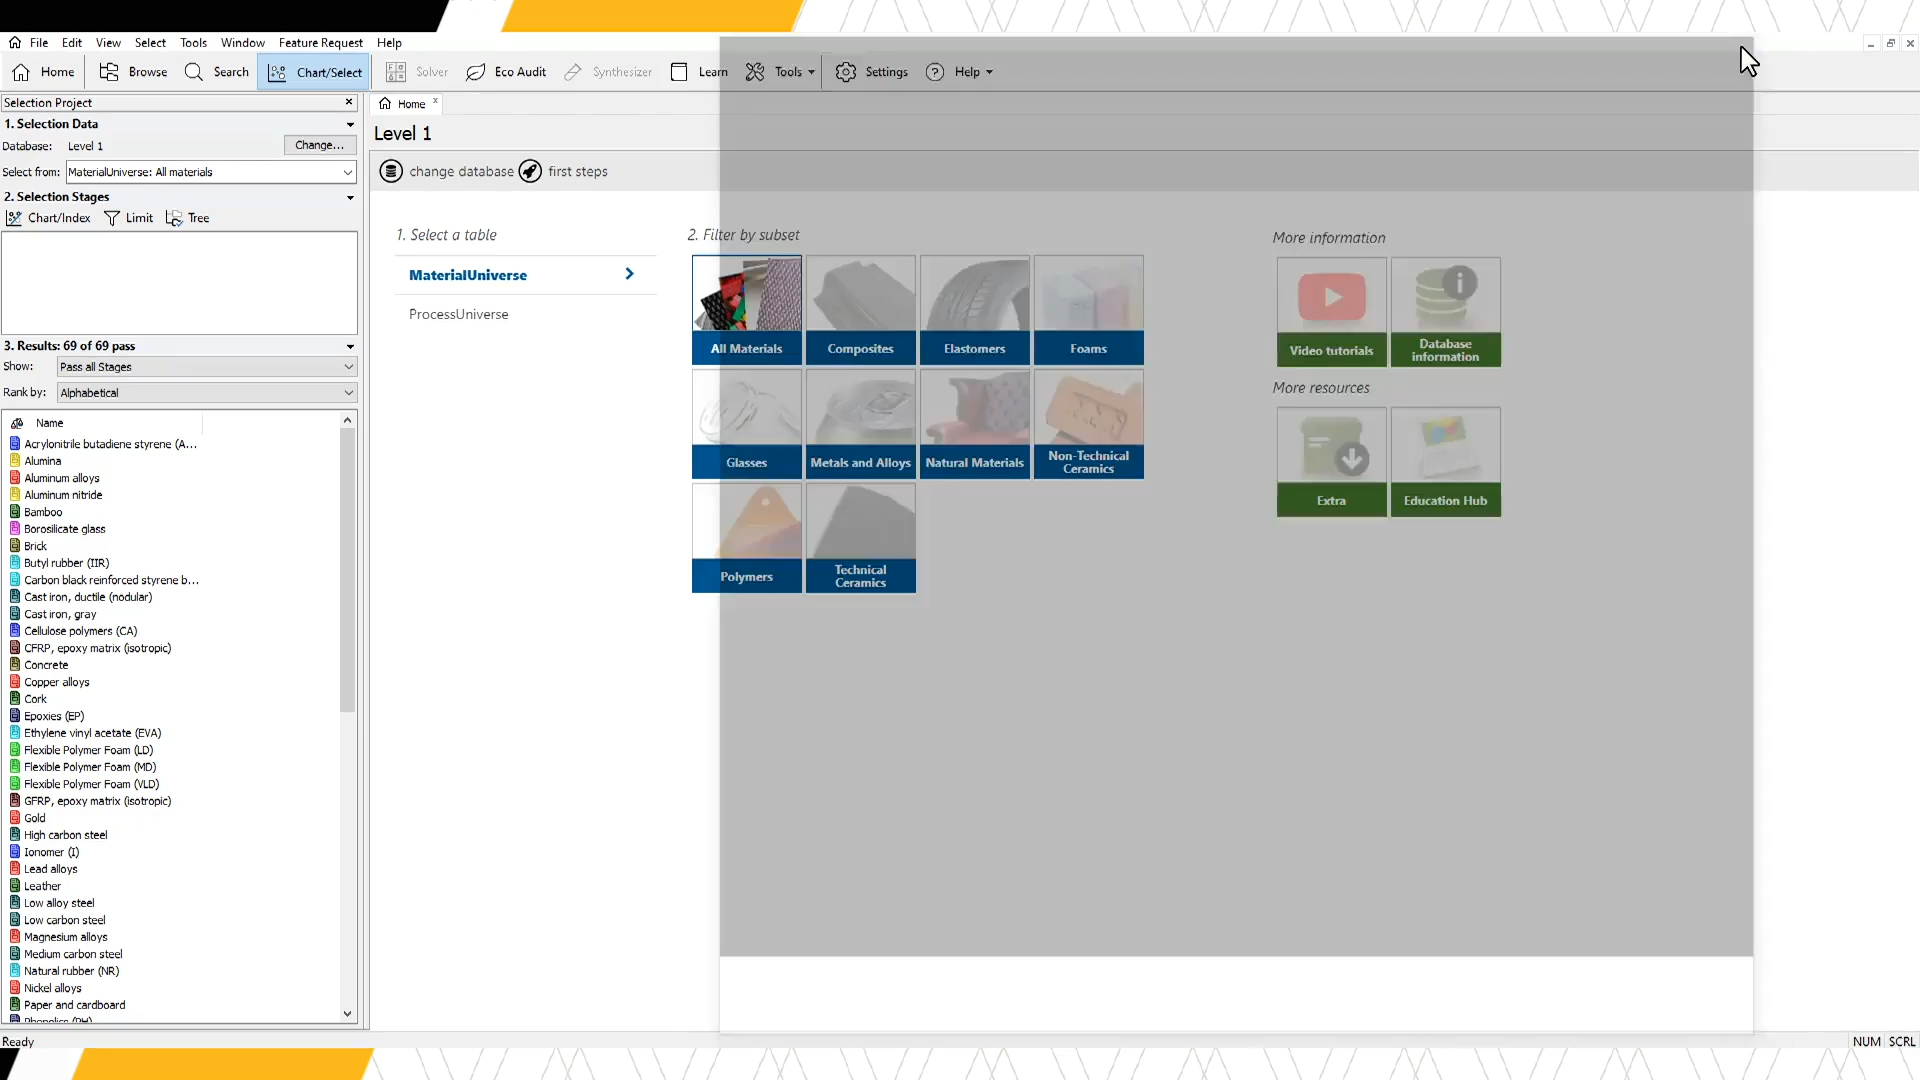 File Edit View Select Tools Window Feature Request Help
Home Browse Search Chart/Select Solver Eco Audit Synthesizer Learn Tools Settings Help
Selection Project
1. Selection Data
Database: Level 1 Change...
Select from: MaterialUniverse: All materials
2. Selection Stages
Chart/Index Limit Tree
3. Results: 69 of 69 pass
Show: Pass all Stages
Rank by: Alphabetical
Name
Acrylonitrile butadiene styrene (A...
Alumina
Aluminum alloys
Aluminum nitride
Bamboo
Borosilicate glass
Brick
Butyl rubber (IIR)
Carbon black reinforced styrene b...
Cast iron, ductile (nodular)
Cast iron, gray
Cellulose polymers (CA)
CFRP, epoxy matrix (isotropic)
Concrete
Copper alloys
Cork
Epoxies (EP)
Ethylene vinyl acetate (EVA)
Flexible Polymer Foam (LD)
Flexible Polymer Foam (MD)
Flexible Polymer Foam (VLD)
GFRP, epoxy matrix (isotropic)
Gold
High carbon steel
Ionomer (I)
Lead alloys
Leather
Low alloy steel
Low carbon steel
Magnesium alloys
Medium carbon steel
Natural rubber (NR)
Nickel alloys
Paper and cardboard
Phenolics (PH)
Home
Level 1
change database first steps
1. Select a table
MaterialUniverse
ProcessUniverse
2. Filter by subset
All Materials Composites Elastomers Foams
Glasses Metals and Alloys Natural Materials Non-Technical
Ceramics
Polymers Technical
Ceramics
More information
Video tutorials Database
information
More resources
Extra Education Hub
Ready NUM SCRL